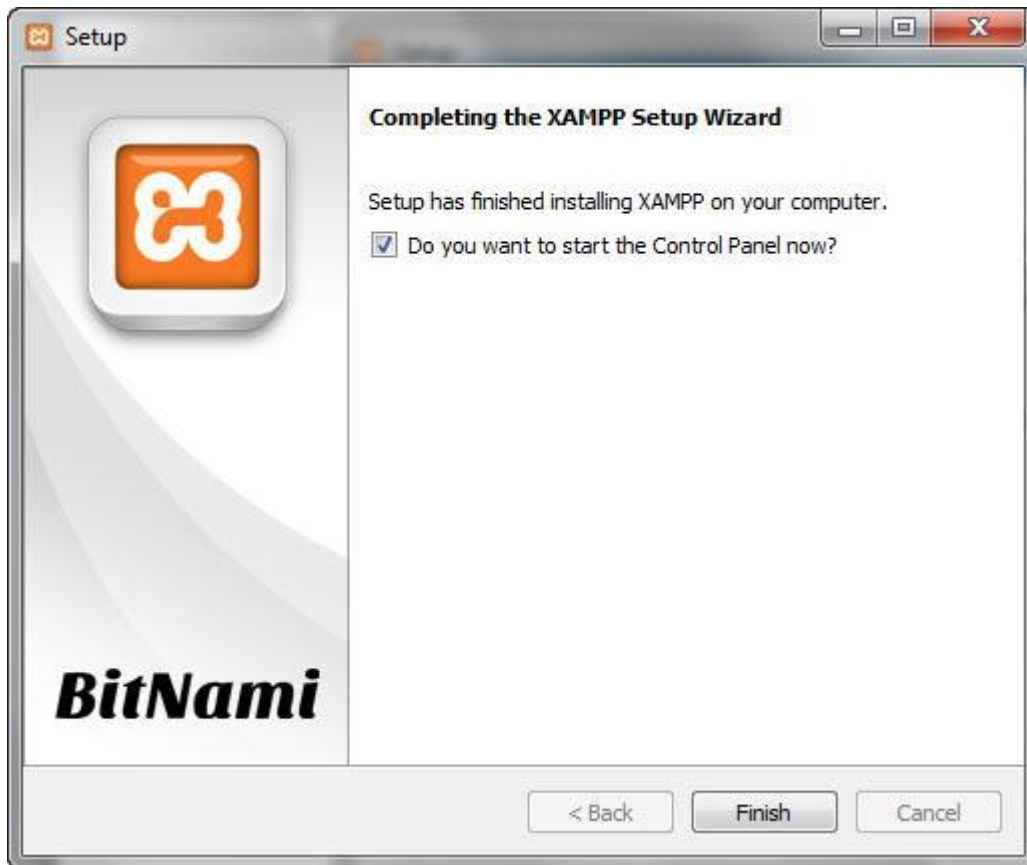 Setup
Completing the XAMPP Setup Wizard
Setup has finished installing XAMPP on your computer.
Do you want to start the Control Panel now?
BitNami
< Back
Finish
Cancel